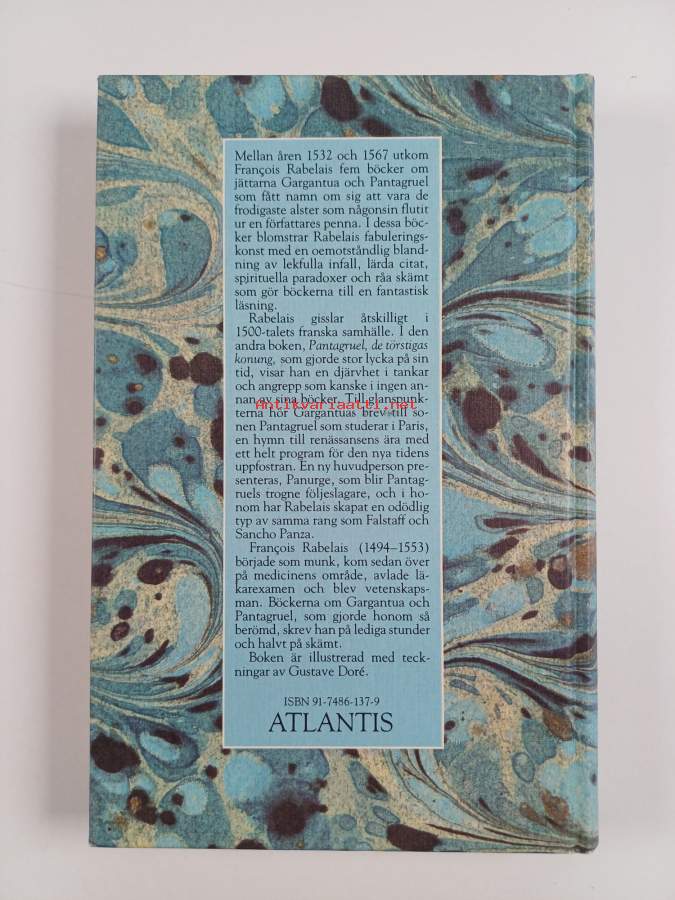 Mellan åren 1532 och 1567 utkom
François Rabelais fem böcker om
jättarna Gargantua och Pantagruel
som fått namn om sig att vara de
frodigaste alster som någonsin flutit
ur en författares penna. I dessa böc-
ker blomstrar Rabelais fabulerings-
konst med en oemotståndlig bland-
ning av lekfulla infall, lärda citat,
spirituella paradoxer och råa skämt
som gör böckerna till en fantastisk
läsning.
Rabelais gisslar åtskilligt i
1500-talets franska samhälle. I den
andra boken, Pantagruel, de törstigas
konung, som gjorde stor lycka på sin
tid, visar han en djärvhet i tankar
och angrepp som kanske i ingen an-
nan av sina böcker. Till glanspunk-
Antikvariaatti.net
terna hör Gargantuas brev till so-
nen Pantagruel som studerar i Paris,
en hymn till renässansens ära med
ett helt program för den nya tidens
uppfostran. En ny huvudperson pre-
senteras, Panurge, som blir Pantag-
ruels trogne följeslagare, och i ho-
nom har Rabelais skapat en odödlig
typ av samma rang som Falstaff och
Sancho Panza.
François Rabelais (1494–1553)
började som munk, kom sedan över
på medicinens område, avlade lä-
karexamen och blev vetenskaps-
man. Böckerna om Gargantua och
Pantagruel, som gjorde honom så
berömd, skrev han på lediga stunder
och halvt på skämt.
Boken är illustrerad med teck-
ningar av Gustave Doré.
ISBN 91-7486-137-9
ATLANTIS